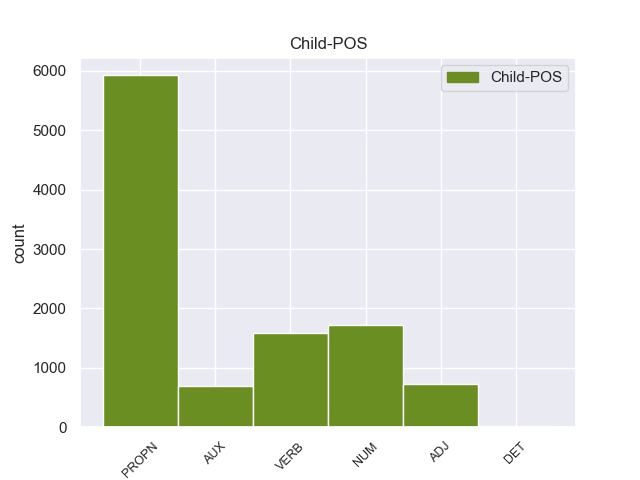 Child-POS
Child-POS
6000
5000
4000
3000
2000
1000
0
count
PROPN
AUX
VERB
NUM
ADJ
DET